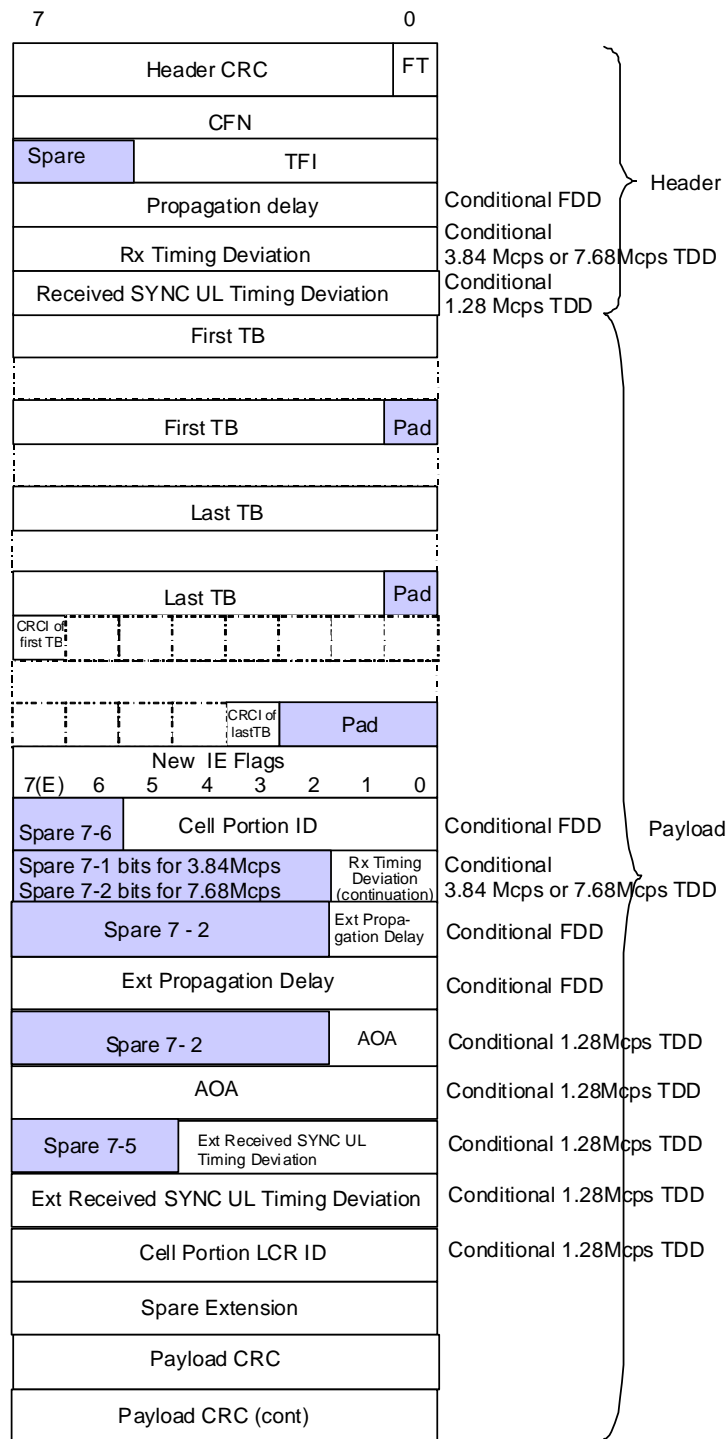 7 0
Header CRC FT
CFN
Spare TFI
Header
Propagation delay Conditional FDD
Rx Timing Deviation Conditional
3.84 Mcps or 7.68Mcps TDD
Received SYNC UL Timing Deviation Conditional
1.28 Mcps TDD
First TB
First TB Pad
Last TB
Last TB Pad
CRCI of
first TB
CRCI of
lastTB
Pad
New IE Flags
7(E) 6 5 4 3 2 1 0
Spare 7-6 Cell Portion ID Conditional FDD
Payload
Spare 7-1 bits for 3.84Mcps
Spare 7-2 bits for 7.68Mcps
Rx Timing
Deviation
(continuation)
Conditional
3.84 Mcps or 7.68Mcps TDD
Spare 7 - 2
Ext Propa-
gation Delay
Conditional FDD
Ext Propagation Delay Conditional FDD
Spare 7- 2 AOA Conditional 1.28Mcps TDD
AOA Conditional 1.28Mcps TDD
Spare 7-5
Ext Received SYNC UL
Timing Deviation
Conditional 1.28Mcps TDD
Ext Received SYNC UL Timing Deviation Conditional 1.28Mcps TDD
Cell Portion LCR ID Conditional 1.28Mcps TDD
Spare Extension
Payload CRC
Payload CRC (cont)